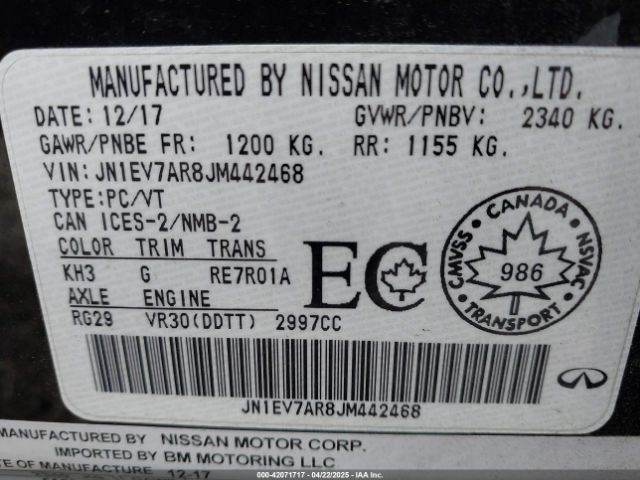 MANUFACTURED BY NISSAN MOTOR CO.,LTD.
DATE: 12/17 GVWR/PNBV: 2340 KG.
GAWR/PNBE FR: 1200 KG. RR: 1155 KG.
VIN: JN1EV7AR8JM442468
TYPE:PC/VT
CAN ICES-2/NMB-2
COLOR TRIM TRANS
KH3 G RE7R01A
AXLE ENGINE
RG29 VR30(DDTT) 2997CC
EC
CANADA
CMVSS
NSVAC
986
TRANSPORT
JN1EV7AR8JM442468
MANUFACTURED BY NISSAN MOTOR CORP.
IMPORTED BY BM MOTORING LLC
OF MANUFACTURE 12-17
000-42071717 - 04/22/2025 - IAAI Inc.